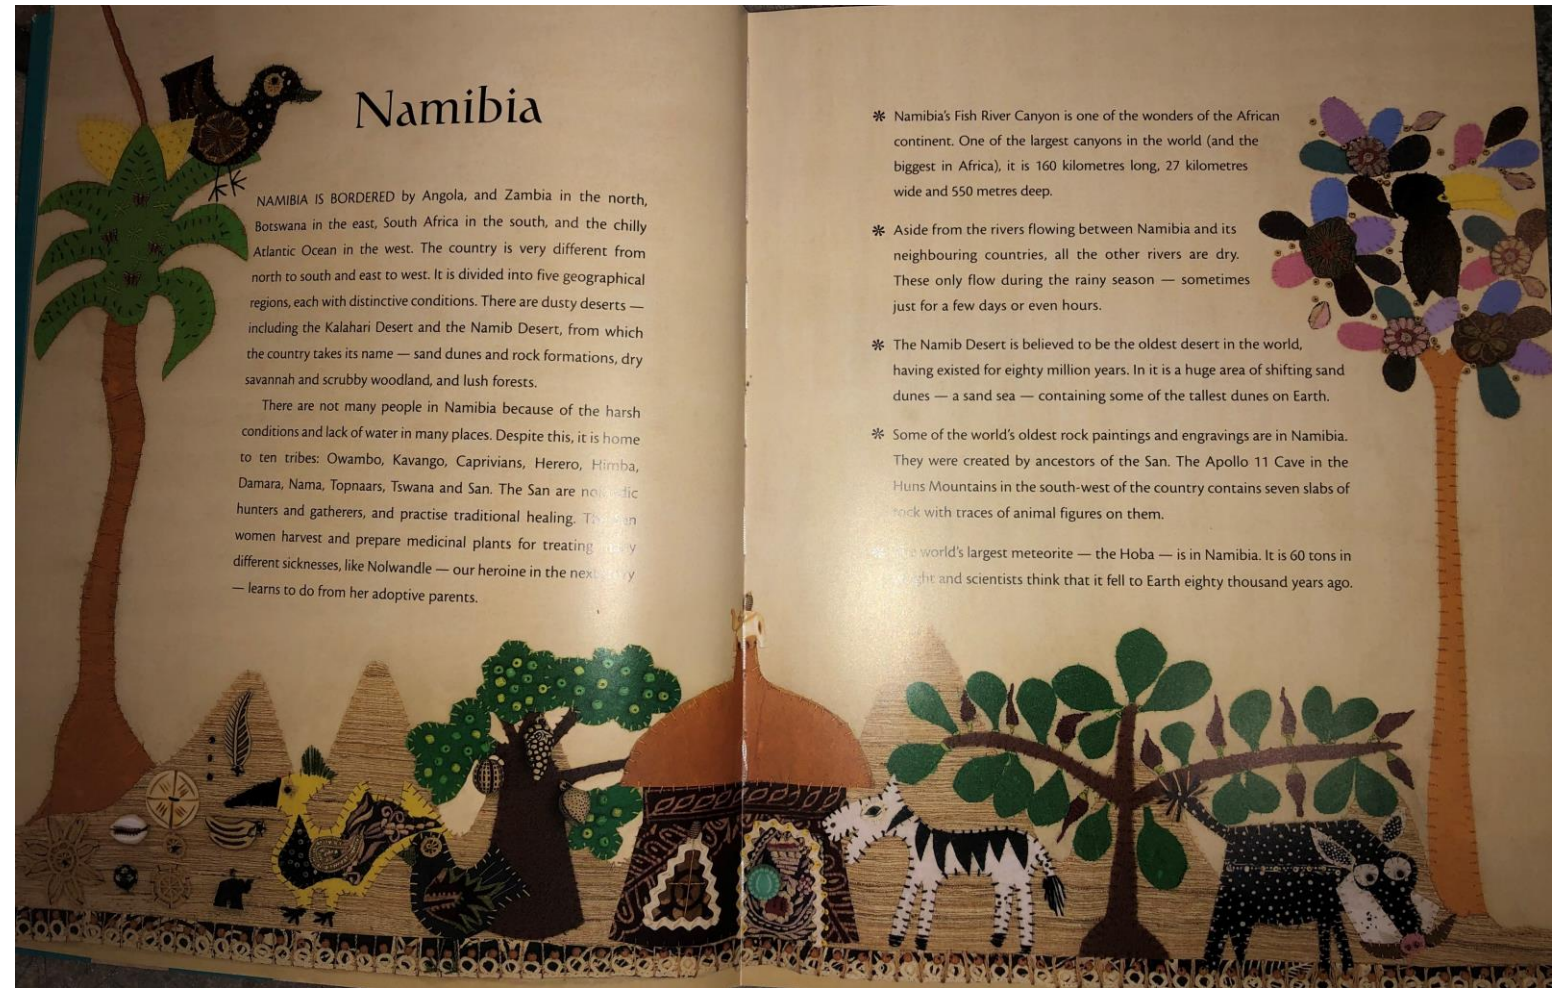 Namibia
NAMIBIA IS BORDERED by Angola, and Zambia in the north,
Botswana in the east, South Africa in the south, and the chilly
Atlantic Ocean in the west. The country is very different from
north to south and east to west. It is divided into five geographical
regions, each with distinctive conditions. There are dusty deserts —
including the Kalahari Desert and the Namib Desert, from which
the country takes its name — sand dunes and rock formations, dry
savannah and scrubby woodland, and lush forests.
There are not many people in Namibia because of the harsh
conditions and lack of water in many places. Despite this, it is home
to ten tribes: Owambo, Kavango, Caprivians, Herero, Himba,
Damara, Nama, Topnaars, Tswana and San. The San are
hunters and gatherers, and practise traditional healing.
women harvest and prepare medicinal plants for treating
different sicknesses, like Nolwandle — our heroine in the next
— learns to do from her adoptive parents.
* Namibia's Fish River Canyon is one of the wonders of the African
continent. One of the largest canyons in the world (and the
biggest in Africa), it is 160 kilometres long, 27 kilometres
wide and 550 metres deep.
* Aside from the rivers flowing between Namibia and its
neighbouring countries, all the other rivers are dry.
These only flow during the rainy season — sometimes
just for a few days or even hours.
* The Namib Desert is believed to be the oldest desert in the world,
having existed for eighty million years. In it is a huge area of shifting sand
dunes — a sand sea — containing some of the tallest dunes on Earth.
* Some of the world's oldest rock paintings and engravings are in Namibia.
They were created by ancestors of the San. The Apollo 11 Cave in the
Huns Mountains in the south-west of the country contains seven slabs of
rock with traces of animal figures on them.
world's largest meteorite — the Hoba — is in Namibia. It is 60 tons in
and scientists think that it fell to Earth eighty thousand years ago.